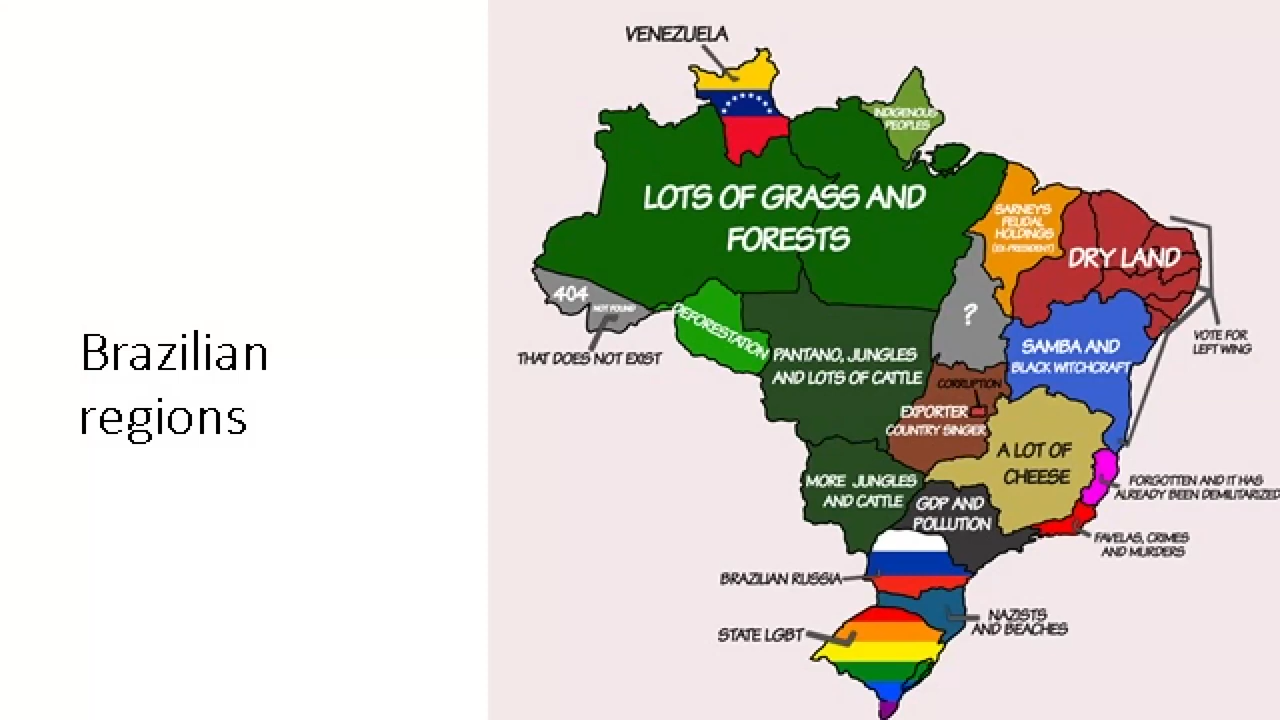 Brazilian
regions
VENEZUELA
INDIGENOUS
PEOPLES
LOTS OF GRASS AND
FORESTS
SARNEY'S
FEUDAL
HOLDINGS
(EX-PRESIDENT)
DRY LAND
404
NOT FOUND
THAT DOES NOT EXIST
DEFORESTATION
?
VOTE FOR
LEFT WING
PANTANO, JUNGLES
AND LOTS OF CATTLE
SAMBA AND
BLACK WITCHCRAFT
CORRUPTION
EXPORTER
COUNTRY SINGER
A LOT OF
CHEESE
MORE JUNGLES
AND CATTLE
GDP AND
POLLUTION
FORGOTTEN AND IT HAS
ALREADY BEEN DEMILITARIZED
FAVELAS, CRIMES
AND MURDERS
BRAZILIAN RUSSIA
NAZISTS
AND BEACHES
STATE LGBT